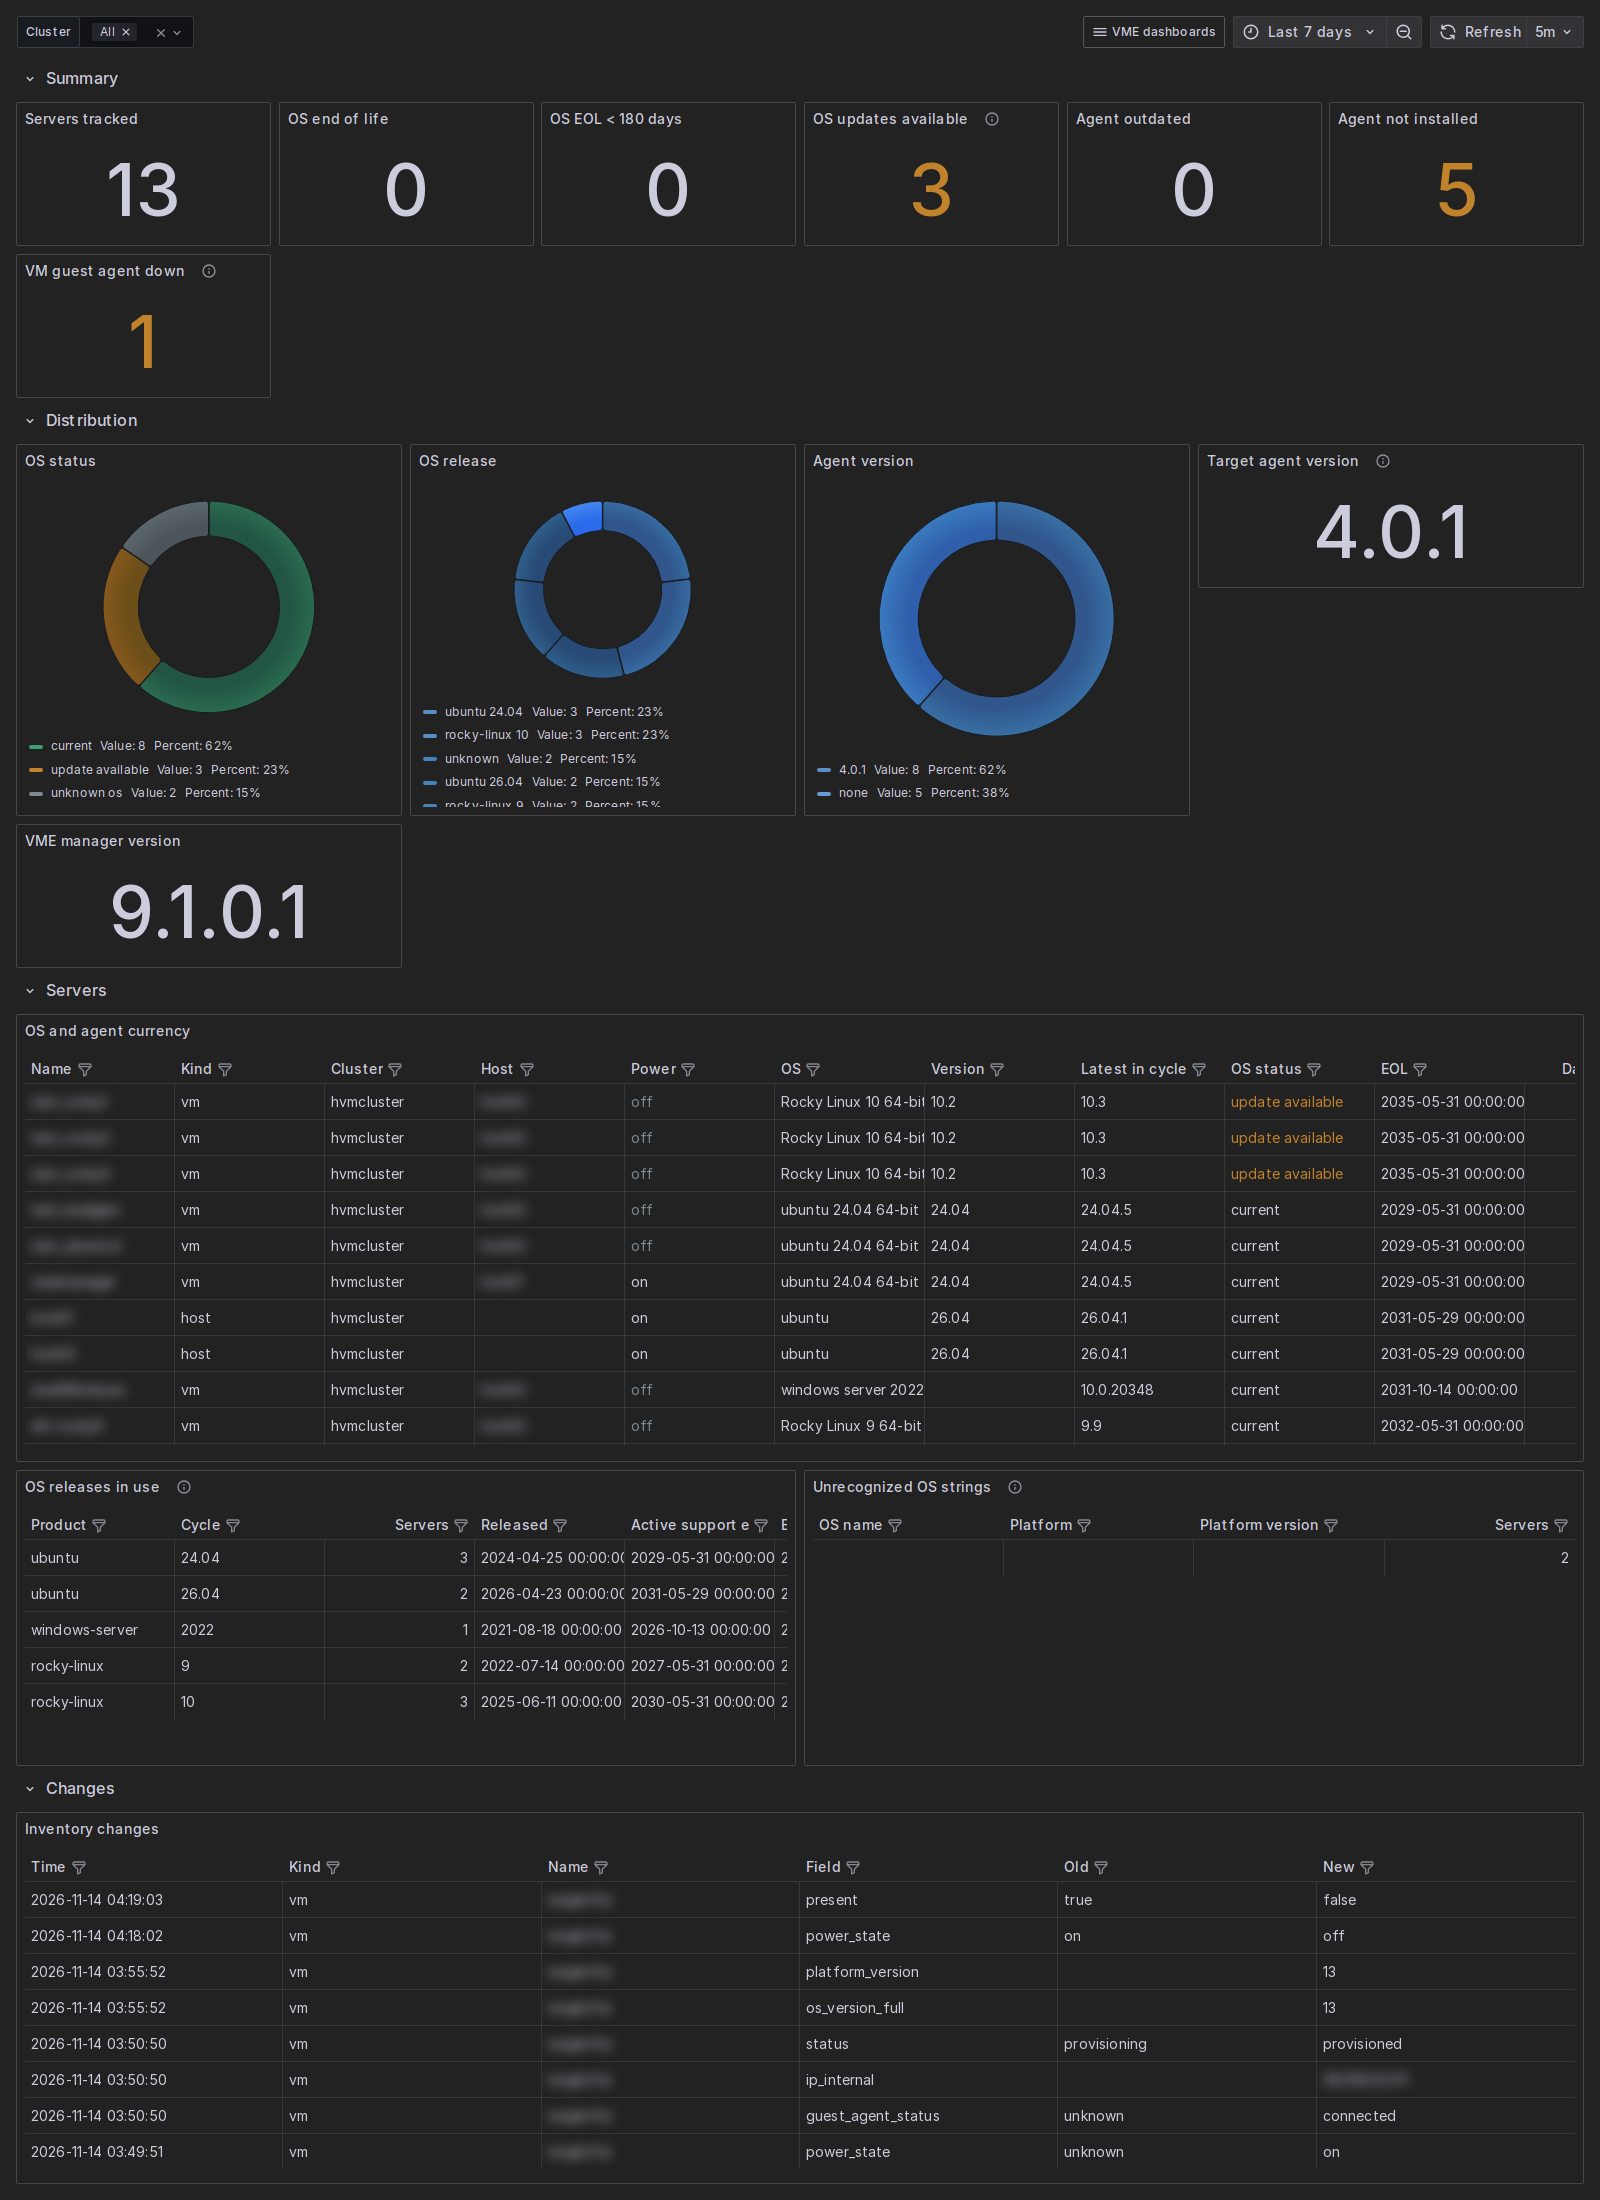 Cluster All VME dashboards Last 7 days Refresh 5m
Summary
Servers tracked
13
OS end of life
0
OS EOL < 180 days
0
OS updates available
3
Agent outdated
0
Agent not installed
5
VM guest agent down
1
Distribution
OS status
current Value: 8 Percent: 62%
update available Value: 3 Percent: 23%
unknown os Value: 2 Percent: 15%
OS release
ubuntu 24.04 Value: 3 Percent: 23%
rocky-linux 10 Value: 3 Percent: 23%
unknown Value: 2 Percent: 15%
ubuntu 26.04 Value: 2 Percent: 15%
rocky-linux 9 Value: 2 Percent: 15%
Agent version
4.0.1 Value: 8 Percent: 62%
none Value: 5 Percent: 38%
Target agent version
4.0.1
VME manager version
9.1.0.1
Servers
OS and agent currency
Name Kind Cluster Host Power OS Version Latest in cycle OS status EOL
vm hvmcluster off Rocky Linux 10 64-bit 10.2 10.3 update available 2035-05-31 00:00:00
vm hvmcluster off Rocky Linux 10 64-bit 10.2 10.3 update available 2035-05-31 00:00:00
vm hvmcluster off Rocky Linux 10 64-bit 10.2 10.3 update available 2035-05-31 00:00:00
vm hvmcluster off ubuntu 24.04 64-bit 24.04 24.04.5 current 2029-05-31 00:00:00
vm hvmcluster off ubuntu 24.04 64-bit 24.04 24.04.5 current 2029-05-31 00:00:00
vm hvmcluster on ubuntu 24.04 64-bit 24.04 24.04.5 current 2029-05-31 00:00:00
host hvmcluster on ubuntu 26.04 26.04.1 current 2031-05-29 00:00:00
host hvmcluster on ubuntu 26.04 26.04.1 current 2031-05-29 00:00:00
vm hvmcluster off windows server 2022 10.0.20348 current 2031-10-14 00:00:00
vm hvmcluster off Rocky Linux 9 64-bit 9.9 current 2032-05-31 00:00:00
OS releases in use
Product Cycle Servers Released Active support e E
ubuntu 24.04 3 2024-04-25 00:00:00 2029-05-31 00:00:00 2
ubuntu 26.04 2 2026-04-23 00:00:00 2031-05-29 00:00:00 2
windows-server 2022 1 2021-08-18 00:00:00 2026-10-13 00:00:00 2
rocky-linux 9 2 2022-07-14 00:00:00 2027-05-31 00:00:00 2
rocky-linux 10 3 2025-06-11 00:00:00 2030-05-31 00:00:00 2
Unrecognized OS strings
OS name Platform Platform version Servers
2
Changes
Inventory changes
Time Kind Name Field Old New
2026-11-14 04:19:03 vm present true false
2026-11-14 04:18:02 vm power_state on off
2026-11-14 03:55:52 vm platform_version 13
2026-11-14 03:55:52 vm os_version_full 13
2026-11-14 03:50:50 vm status provisioning provisioned
2026-11-14 03:50:50 vm ip_internal
2026-11-14 03:50:50 vm guest_agent_status unknown connected
2026-11-14 03:49:51 vm power_state unknown on